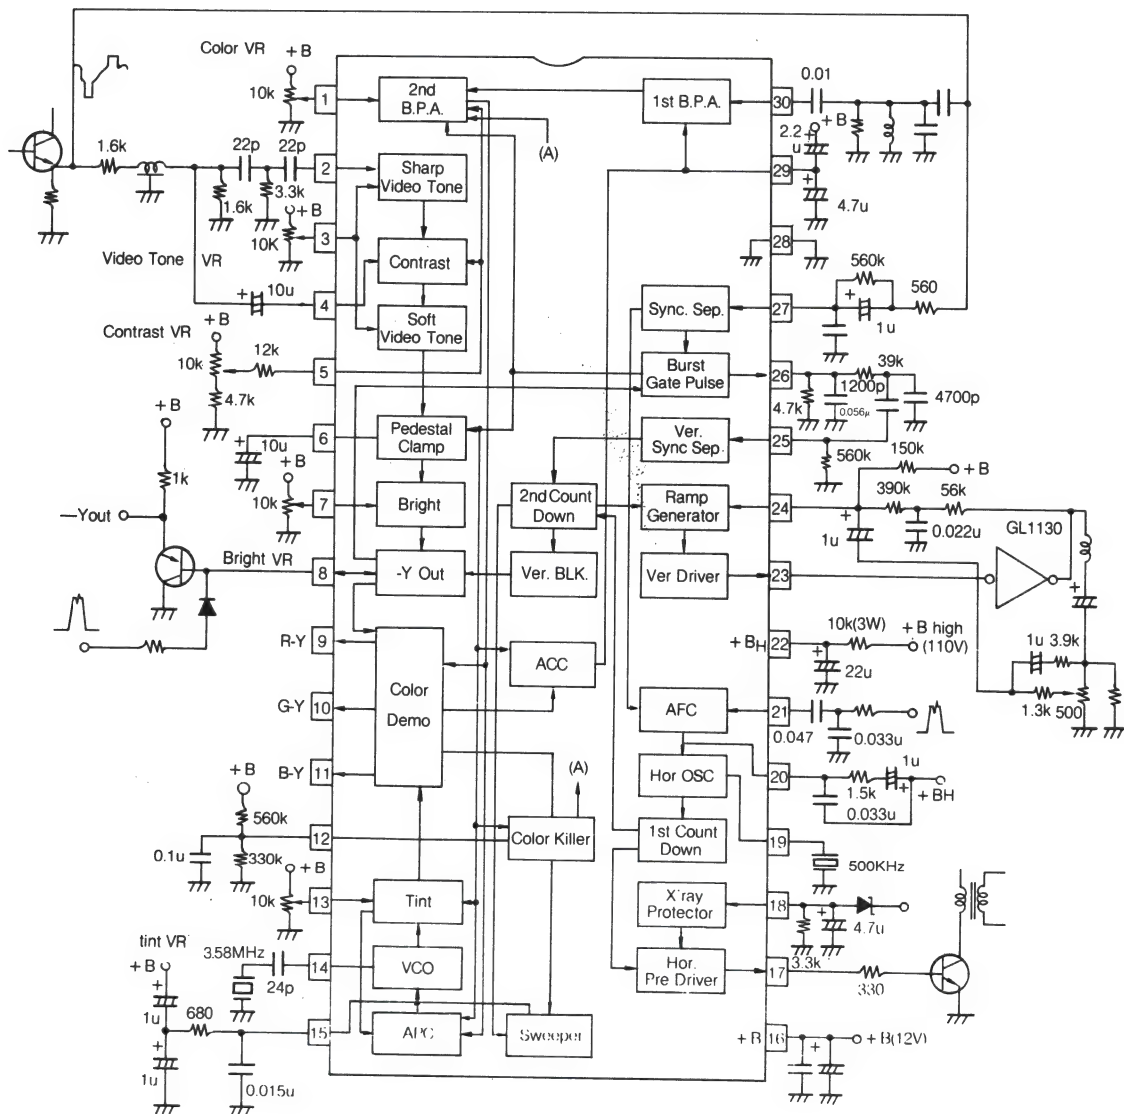 Color VR
+B
10k
1
2nd
B.P.A.
1st B.P.A.
30
0.01
+B
2.2
u
1.6k
22p
22p
2
Sharp
Video Tone
(A)
29
4.7u
1.6k
3.3k
+B
10K
3
28
Video Tone VR
Contrast
560k
560
10u
4
Sync. Sep.
27
1u
Contrast VR
+B
Soft
Video Tone
10k
12k
5
4.7k
Burst
Gate Pulse
26
39k
1200p
4.7k
0.056μ
4700p
+B
10u
6
Pedestal
Clamp
Ver.
Sync Sep.
25
560k
150k
+B
1k
+B
10k
7
Bright
2nd Count
Down
Ramp
Generator
24
390k
56k
0.022u
1u
GL1130
—Yout
Bright VR
8
-Y Out
Ver. BLK.
Ver Driver
23
R-Y
9
ACC
+BH
22
10k(3W)
+B high
(110V)
22u
1u
3.9k
1.3k
500
G-Y
10
Color
Demo
AFC
21
0.047
0.033u
B-Y
11
(A)
Hor OSC
20
1u
1.5k
+BH
0.033u
+B
560k
12
Color Killer
1st Count
Down
19
500KHz
0.1u
330k
+B
10k
13
Tint
X'ray
Protector
18
4.7u
3.3k
tint VR
+B
3.58MHz
24p
14
VCO
Hor.
Pre Driver
17
330
1u
680
15
APC
Sweeper
+B
16
+B(12V)
1u
0.015u